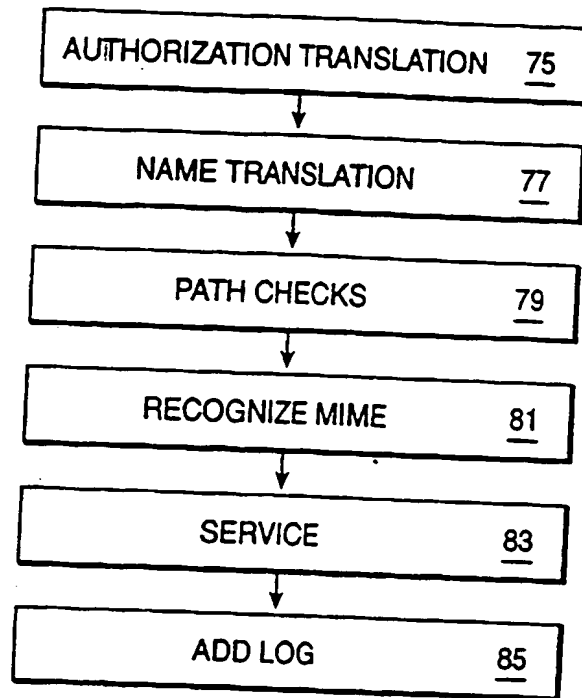 AUTHORIZATION TRANSLATION 75
NAME TRANSLATION 77
PATH CHECKS 79
RECOGNIZE MIME 81
SERVICE 83
ADD LOG 85